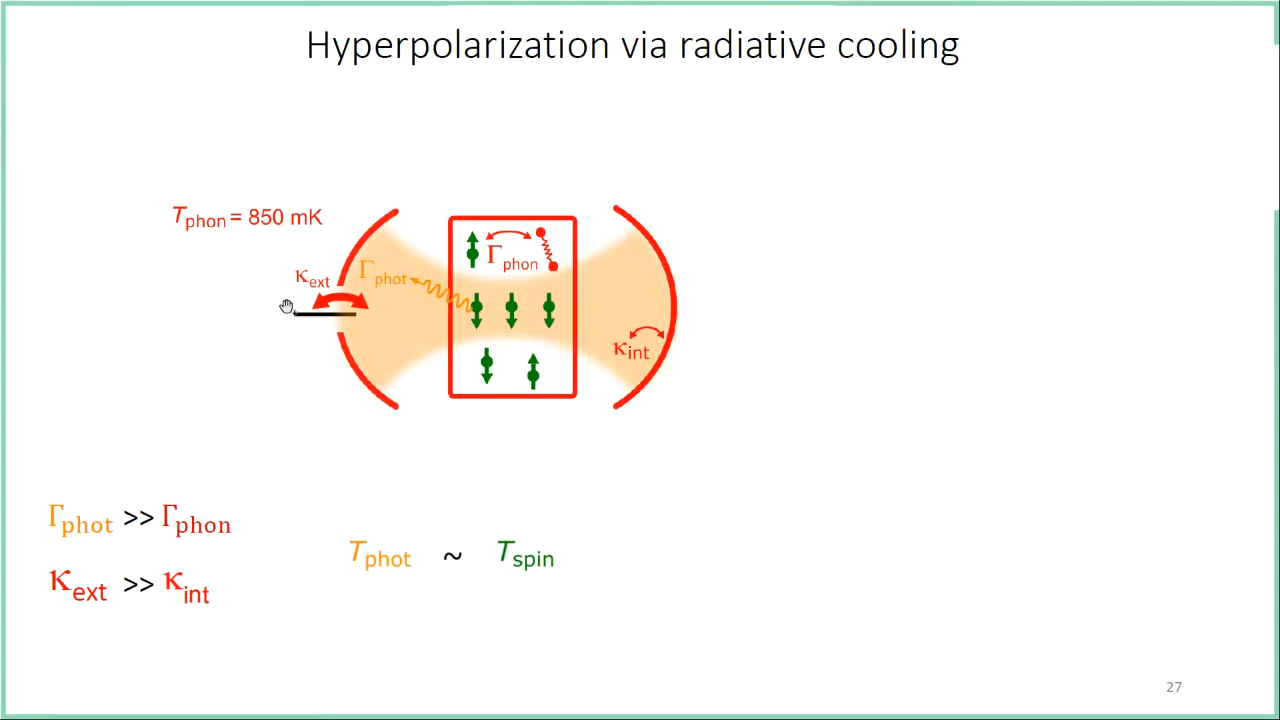 Hyperpolarization via radiative cooling
Tphon = 850 mK
κext
Γphot
Γphon
κint
Γphot >> Γphon
Tphot ~ Tspin
κext >> κint
27